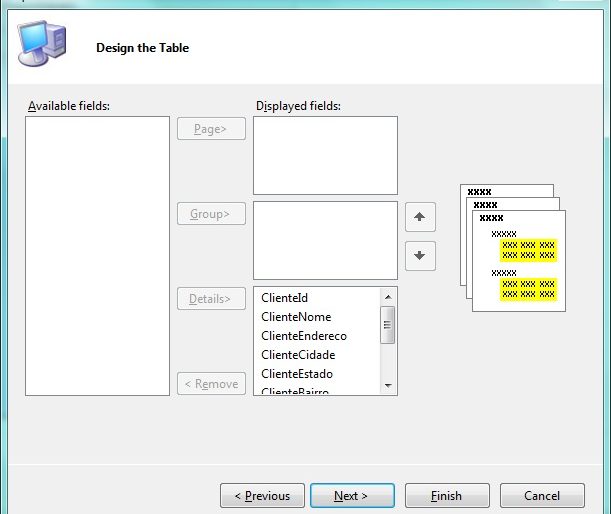 Design the Table
Available fields:
Displayed fields:
Page>
Group>
Details>
< Remove
ClienteId
ClienteNome
ClienteEndereco
ClienteCidade
ClienteEstado
ClienteBairro
xxxx
xxxx
xxxx
xxxxx
xxx xxx xxx
xxx xxx xxx
xxxxx
xxx xxx xxx
xxx xxx xxx
< Previous
Next >
Finish
Cancel